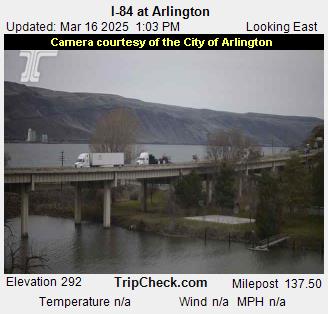 I-84 at Arlington
Updated: Mar 16 2025 1:03 PM Looking East
Camera courtesy of the City of Arlington
Elevation 292 TripCheck.com Milepost 137.50
Temperature n/a Wind n/a MPH n/a